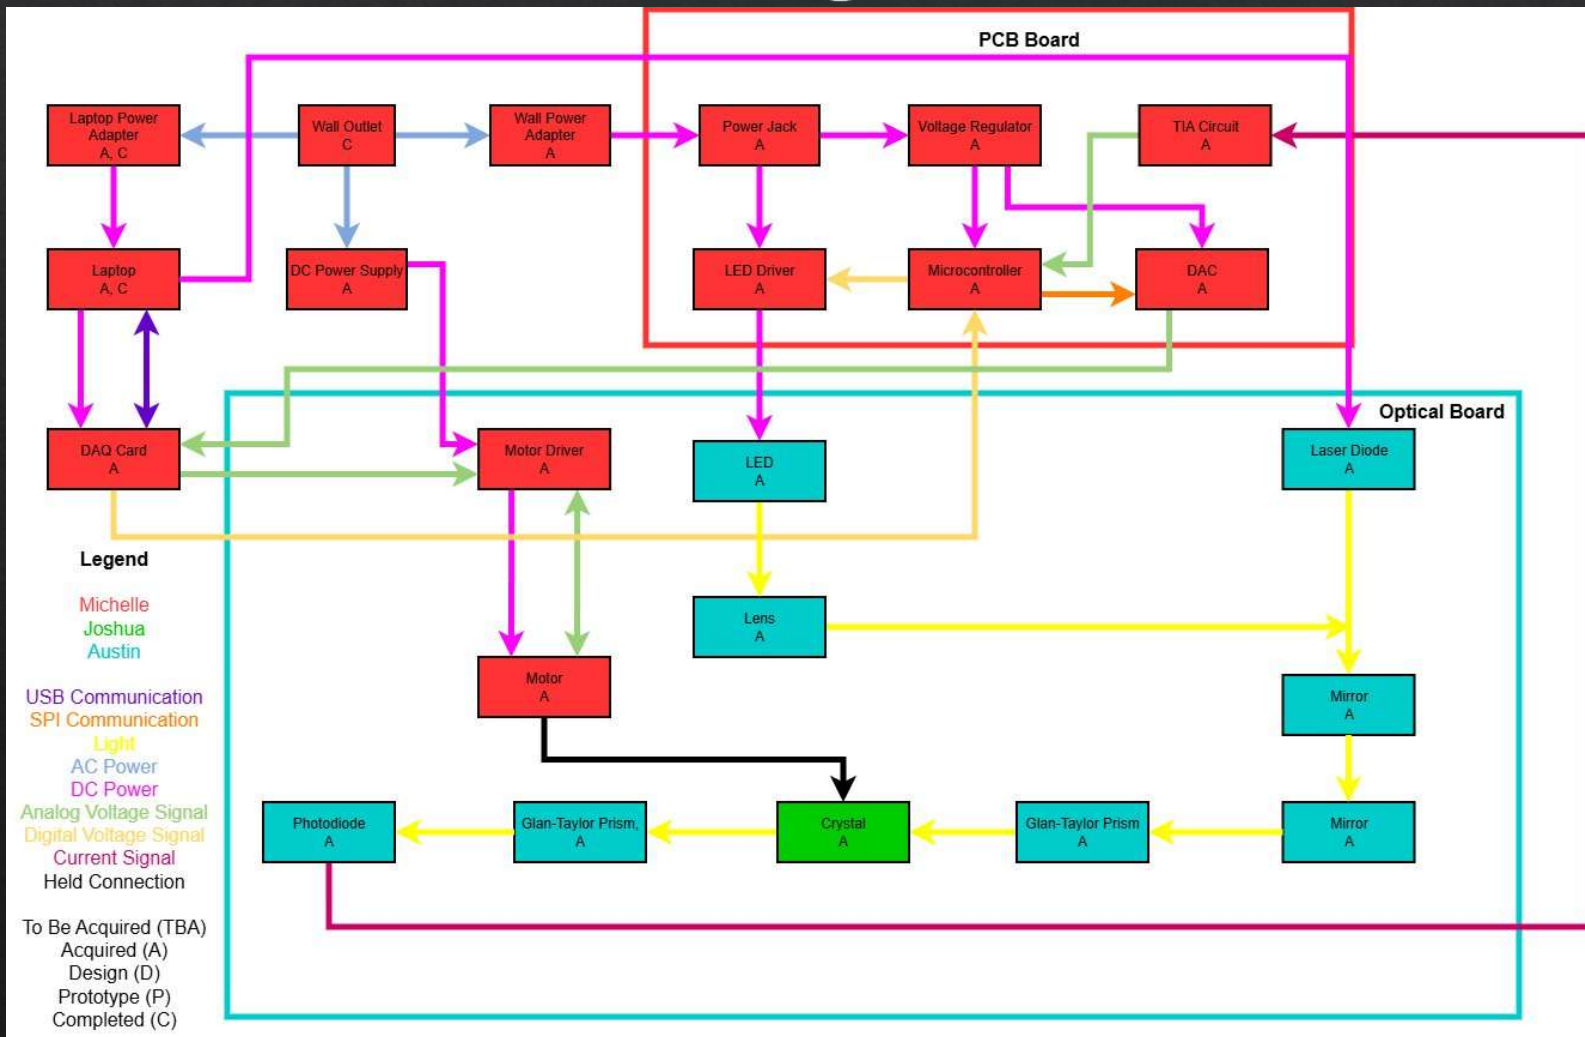 PCB Board
Laptop Power
Adapter
A, C
Wall Outlet
C
Wall Power
Adapter
A
Power Jack
A
Voltage Regulator
A
TIA Circuit
A
Laptop
A, C
DC Power Supply
A
LED Driver
A
Microcontroller
A
DAC
A
Optical Board
DAQ Card
A
Motor Driver
A
LED
A
Laser Diode
A
Lens
A
Motor
A
Mirror
A
Photodiode
A
Glan-Taylor Prism,
A
Crystal
A
Glan-Taylor Prism
A
Mirror
A
Legend
Michelle
Joshua
Austin
USB Communication
SPI Communication
Light
AC Power
DC Power
Analog Voltage Signal
Digital Voltage Signal
Current Signal
Held Connection
To Be Acquired (TBA)
Acquired (A)
Design (D)
Prototype (P)
Completed (C)